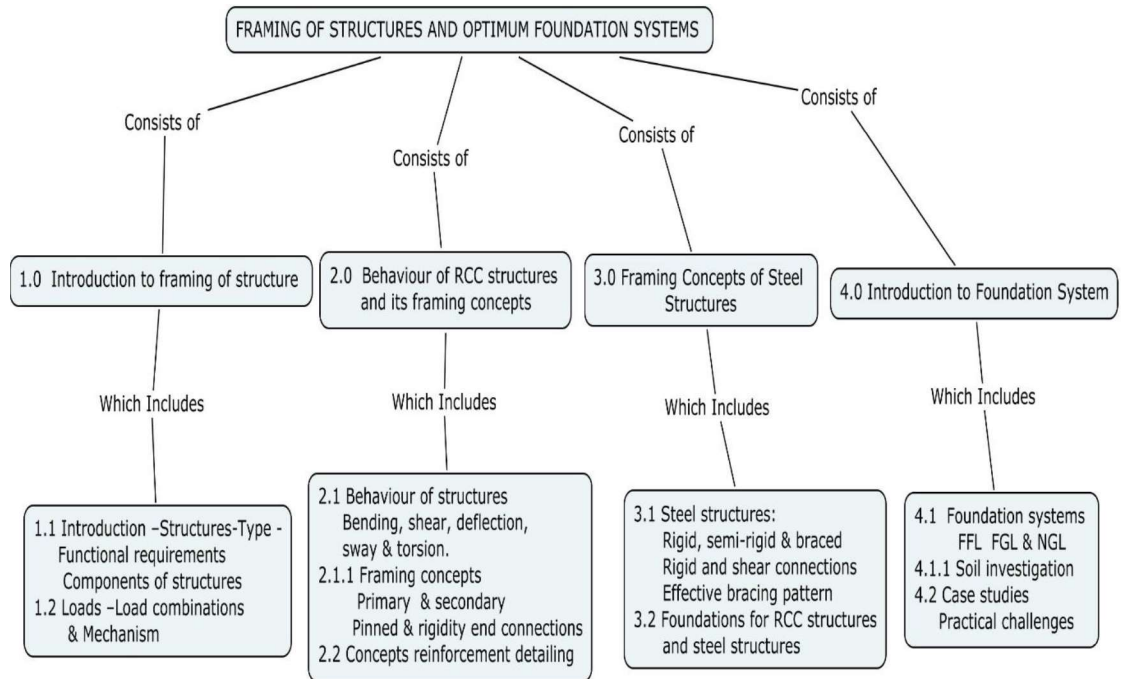 FRAMING OF STRUCTURES AND OPTIMUM FOUNDATION SYSTEMS
Consists of
Consists of
Consists of
Consists of
1.0 Introduction to framing of structure
2.0 Behaviour of RCC structures
and its framing concepts
3.0 Framing Concepts of Steel
Structures
4.0 Introduction to Foundation System
Which Includes
Which Includes
Which Includes
Which Includes
1.1 Introduction –Structures-Type -
Functional requirements
Components of structures
1.2 Loads –Load combinations
& Mechanism
2.1 Behaviour of structures
Bending, shear, deflection,
sway & torsion.
2.1.1 Framing concepts
Primary & secondary
Pinned & rigidity end connections
2.2 Concepts reinforcement detailing
3.1 Steel structures:
Rigid, semi-rigid & braced
Rigid and shear connections
Effective bracing pattern
3.2 Foundations for RCC structures
and steel structures
4.1 Foundation systems
FFL FGL & NGL
4.1.1 Soil investigation
4.2 Case studies
Practical challenges